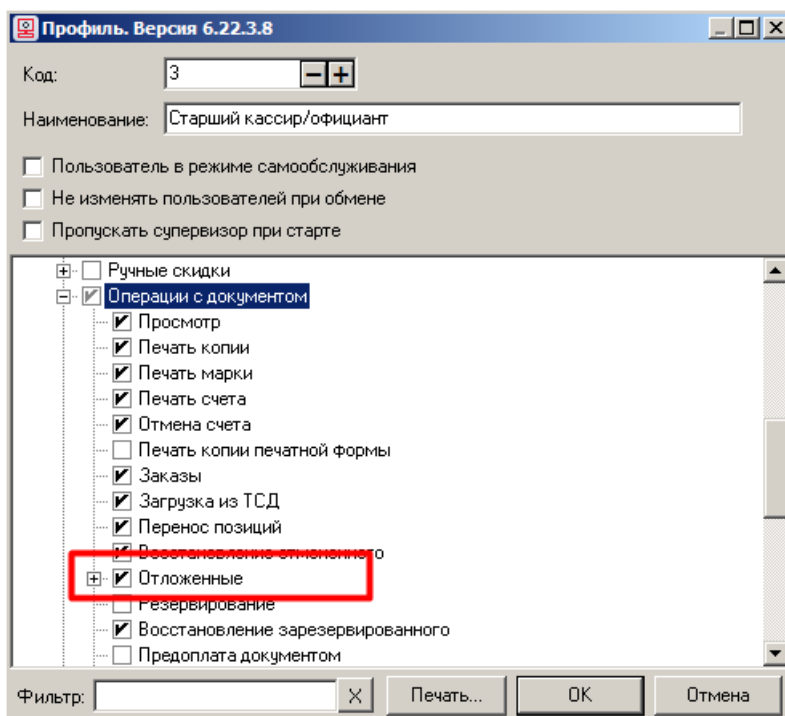 Профиль. Версия 6.22.3.8
Код: 3
Наименование: Старший кассир/официант
Пользователь в режиме самообслуживания
Не изменять пользователей при обмене
Пропускать супервизор при старте
Ручные скидки
Операции с документом
Просмотр
Печать копии
Печать марки
Печать счета
Отмена счета
Печать копии печатной формы
Заказы
Загрузка из ТСД
Перенос позиций
Восстановление отмененного
Отложенные
Резервирование
Восстановление зарезервированного
Предоплата документом
Фильтр: X Печать... OK Отмена